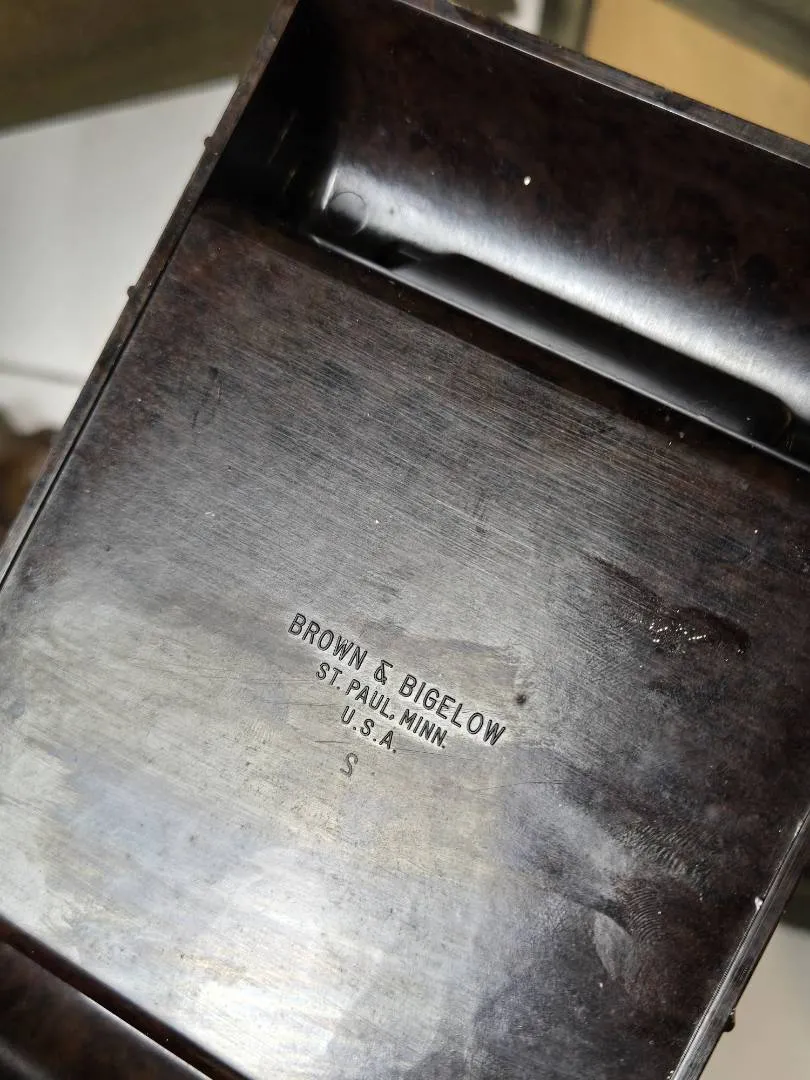 BROWN & BIGELOW
ST. PAUL, MINN.
U.S.A.
S